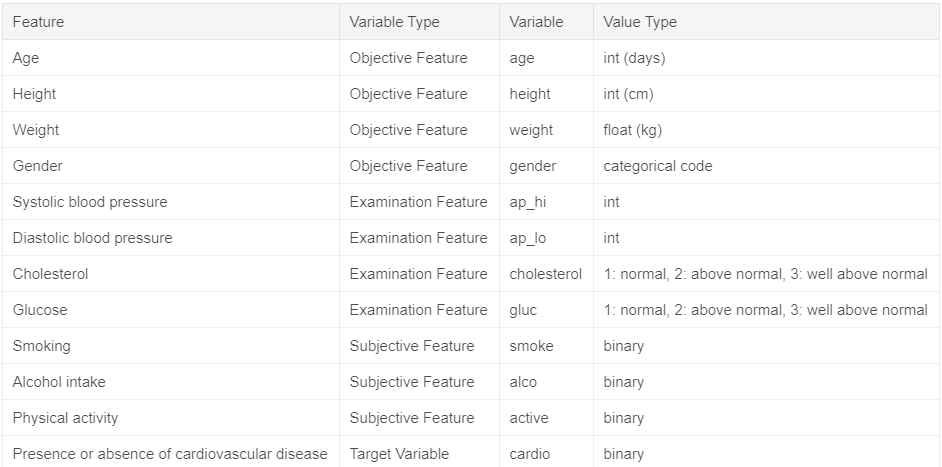 Feature Variable Type Variable Value Type
Age Objective Feature age int (days)
Height Objective Feature height int (cm)
Weight Objective Feature weight float (kg)
Gender Objective Feature gender categorical code
Systolic blood pressure Examination Feature ap_hi int
Diastolic blood pressure Examination Feature ap_lo int
Cholesterol Examination Feature cholesterol 1: normal, 2: above normal, 3: well above normal
Glucose Examination Feature gluc 1: normal, 2: above normal, 3: well above normal
Smoking Subjective Feature smoke binary
Alcohol intake Subjective Feature alco binary
Physical activity Subjective Feature active binary
Presence or absence of cardiovascular disease Target Variable cardio binary